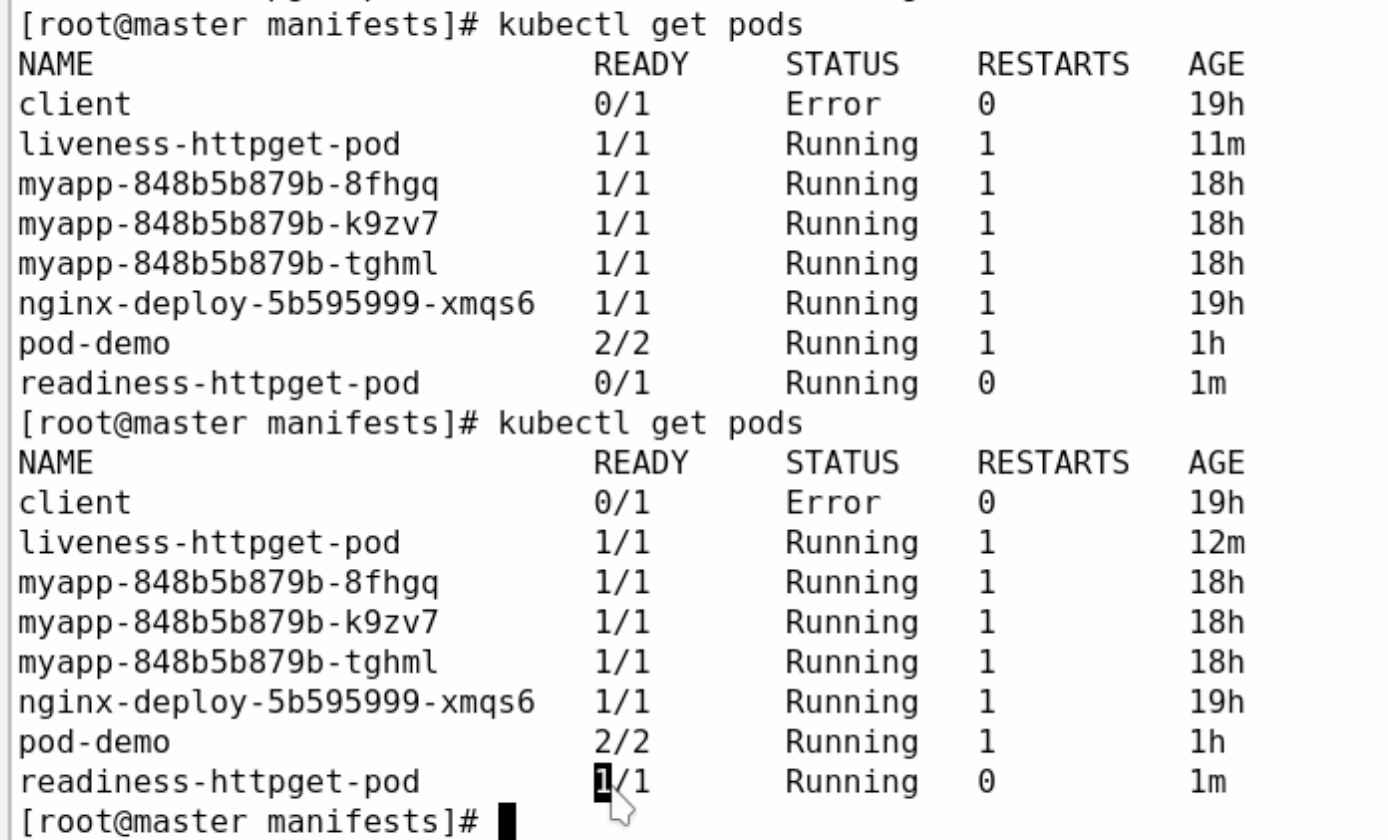 [root@master manifests]# kubectl get pods
NAME READY STATUS RESTARTS AGE
client 0/1 Error 0 19h
liveness-httpget-pod 1/1 Running 1 11m
myapp-848b5b879b-8fhgq 1/1 Running 1 18h
myapp-848b5b879b-k9zv7 1/1 Running 1 18h
myapp-848b5b879b-tghml 1/1 Running 1 18h
nginx-deploy-5b595999-xmqs6 1/1 Running 1 19h
pod-demo 2/2 Running 1 1h
readiness-httpget-pod 0/1 Running 0 1m
[root@master manifests]# kubectl get pods
NAME READY STATUS RESTARTS AGE
client 0/1 Error 0 19h
liveness-httpget-pod 1/1 Running 1 12m
myapp-848b5b879b-8fhgq 1/1 Running 1 18h
myapp-848b5b879b-k9zv7 1/1 Running 1 18h
myapp-848b5b879b-tghml 1/1 Running 1 18h
nginx-deploy-5b595999-xmqs6 1/1 Running 1 19h
pod-demo 2/2 Running 1 1h
readiness-httpget-pod 1/1 Running 0 1m
[root@master manifests]#